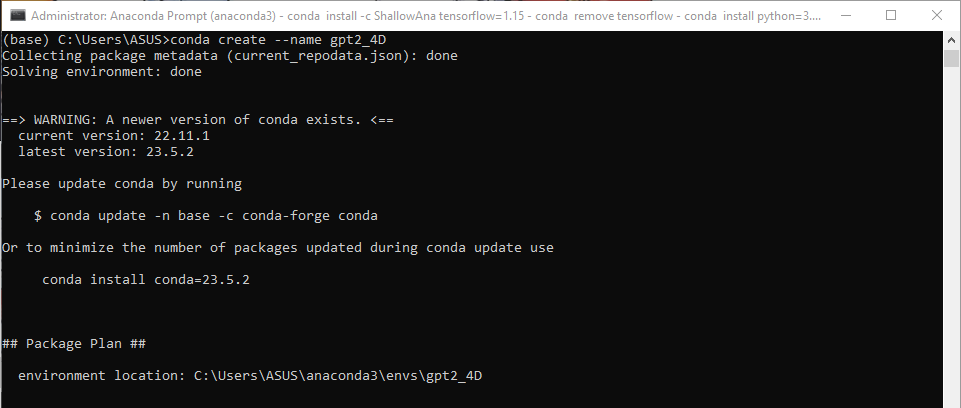 Administrator: Anaconda Prompt (anaconda3) - conda install -c ShallowAna tensorflow=1.15 - conda remove tensorflow - conda install python=3....
(base) C:\Users\ASUS>conda create --name gpt2_4D
Collecting package metadata (current_repodata.json): done
Solving environment: done
==> WARNING: A newer version of conda exists. <==
current version: 22.11.1
latest version: 23.5.2
Please update conda by running
$ conda update -n base -c conda-forge conda
Or to minimize the number of packages updated during conda update use
conda install conda=23.5.2
## Package Plan ##
environment location: C:\Users\ASUS\anaconda3\envs\gpt2_4D